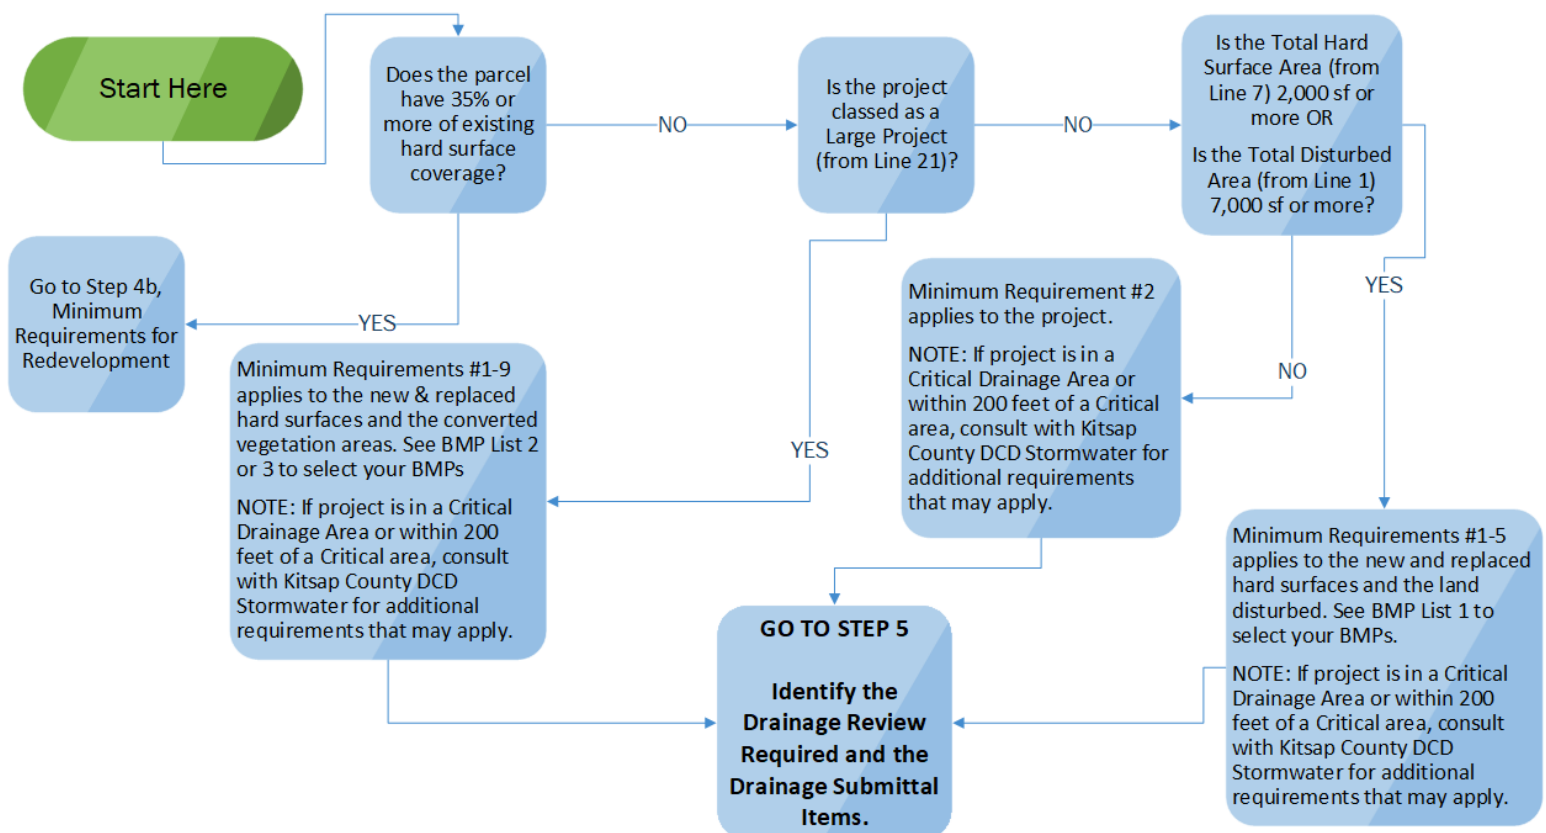 Start Here
Does the parcel
have 35% or
more of existing
hard surface
coverage?
NO
Is the project
classed as a
Large Project
(from Line 21)?
NO
Is the Total Hard
Surface Area (from
Line 7) 2,000 sf or
more OR
Is the Total Disturbed
Area (from Line 1)
7,000 sf or more?
YES
Go to Step 4b,
Minimum
Requirements for
Redevelopment
YES
Minimum Requirements #1-9
applies to the new & replaced
hard surfaces and the converted
vegetation areas. See BMP List 2
or 3 to select your BMPs
NOTE: If project is in a Critical
Drainage Area or within 200
feet of a Critical area, consult
with Kitsap County DCD
Stormwater for additional
requirements that may apply.
NO
Minimum Requirement #2
applies to the project.
NOTE: If project is in a
Critical Drainage Area or
within 200 feet of a Critical
area, consult with Kitsap
County DCD Stormwater for
additional requirements
that may apply.
YES
Minimum Requirements #1-5
applies to the new and replaced
hard surfaces and the land
disturbed. See BMP List 1 to
select your BMPs.
NOTE: If project is in a Critical
Drainage Area or within 200
feet of a Critical area, consult
with Kitsap County DCD
Stormwater for additional
requirements that may apply.
GO TO STEP 5
Identify the
Drainage Review
Required and the
Drainage Submittal
Items.